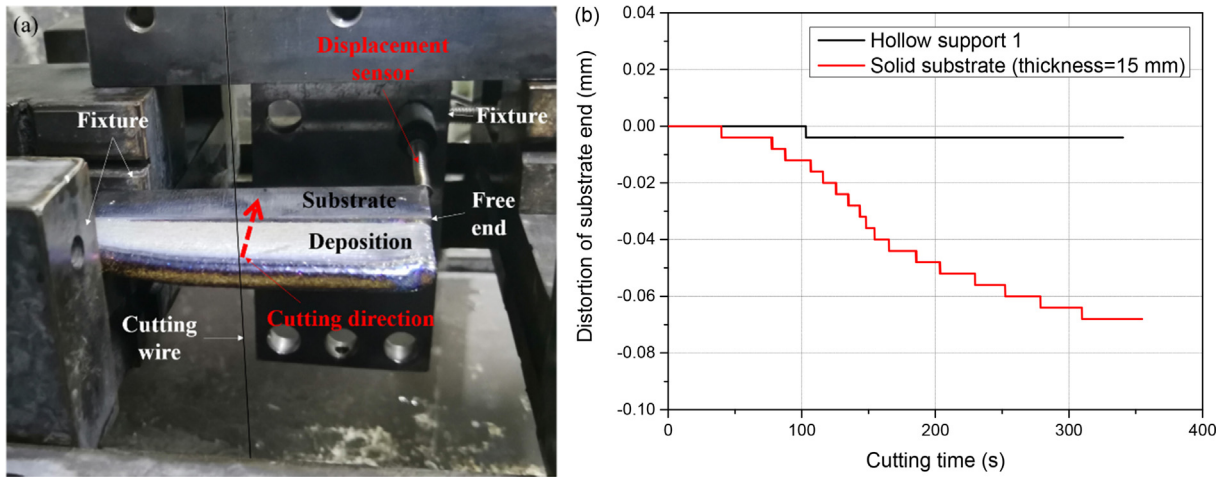 (a)
Displacement
sensor
Fixture
Fixture
Substrate
Free
end
Deposition
Cutting direction
Cutting
wire
(b)
Hollow support 1
Solid substrate (thickness=15 mm)
0.04
0.02
0.00
-0.02
-0.04
-0.06
-0.08
-0.10
Distortion of substrate end (mm)
0
100
200
300
400
Cutting time (s)